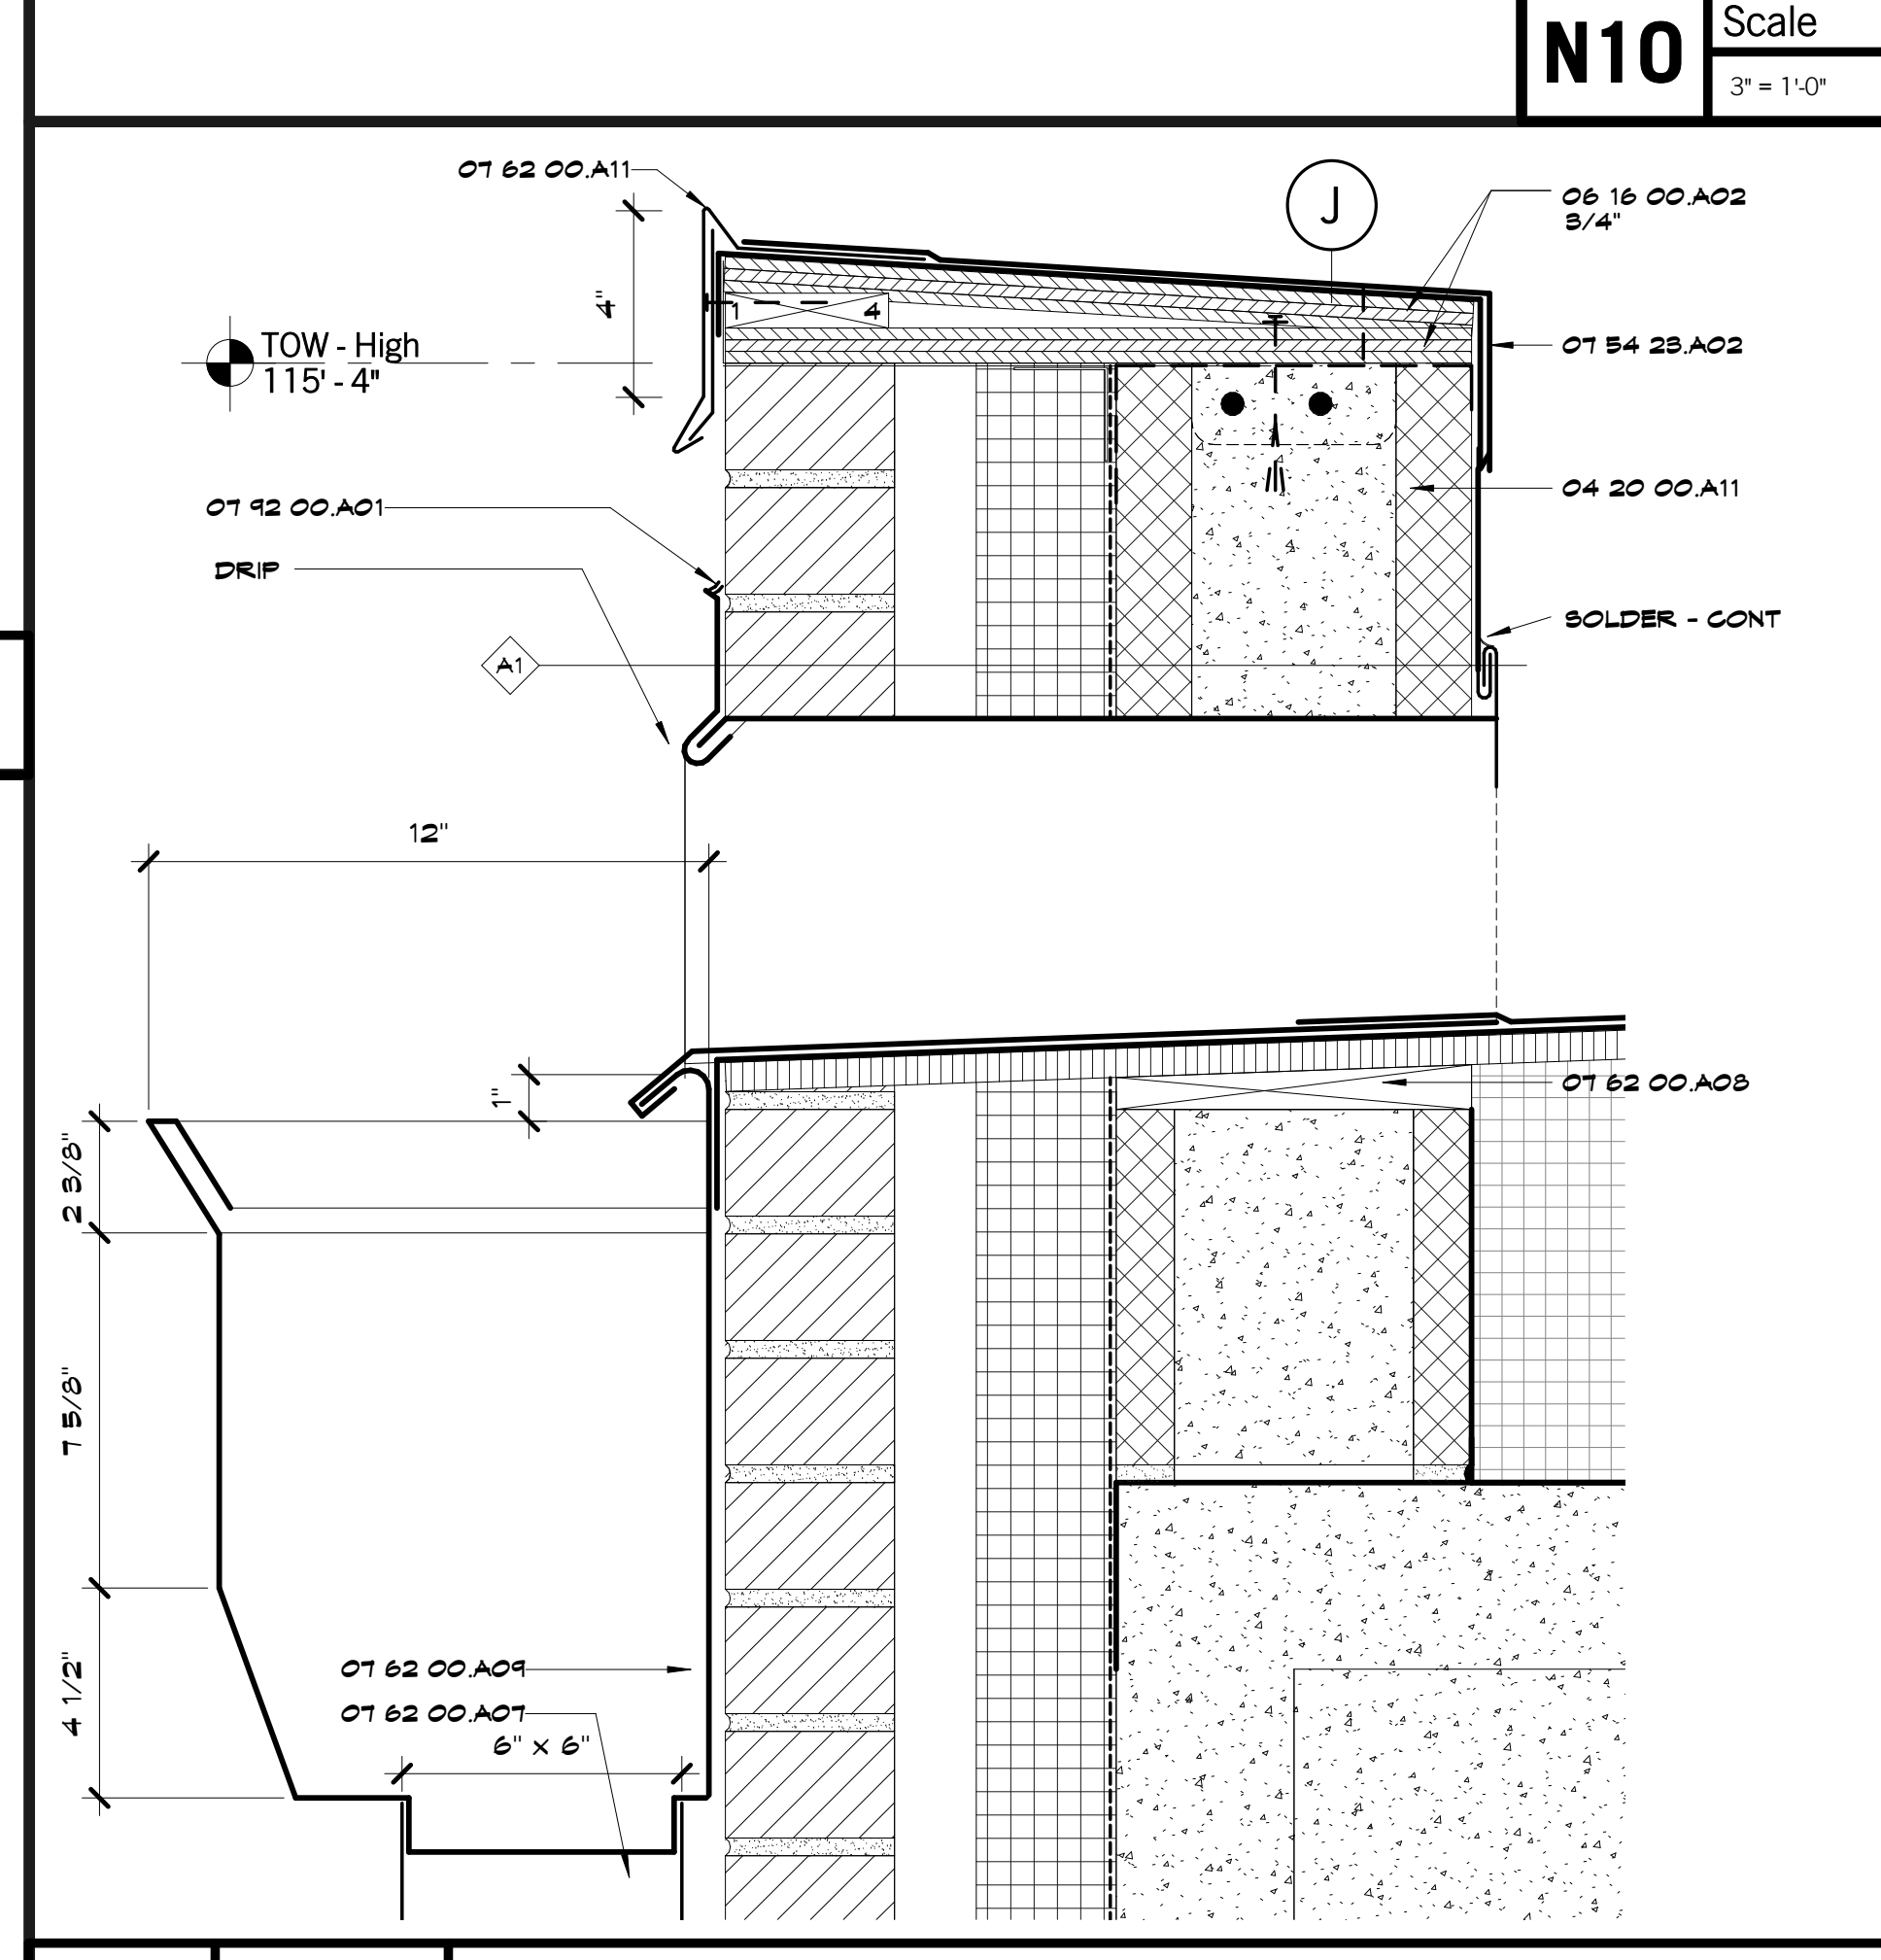 N10
Scale
3" = 1'-0"
07 62 00.A11
J
06 16 00.A02
3/4"
4"
1
4
TOW - High
115' - 4"
07 54 23.A02
07 92 00.A01
04 20 00.A11
DRIP
SOLDER - CONT
A1
12"
1"
07 62 00.A08
2 3/8"
7 5/8"
4 1/2"
07 62 00.A09
07 62 00.A07
6" x 6"